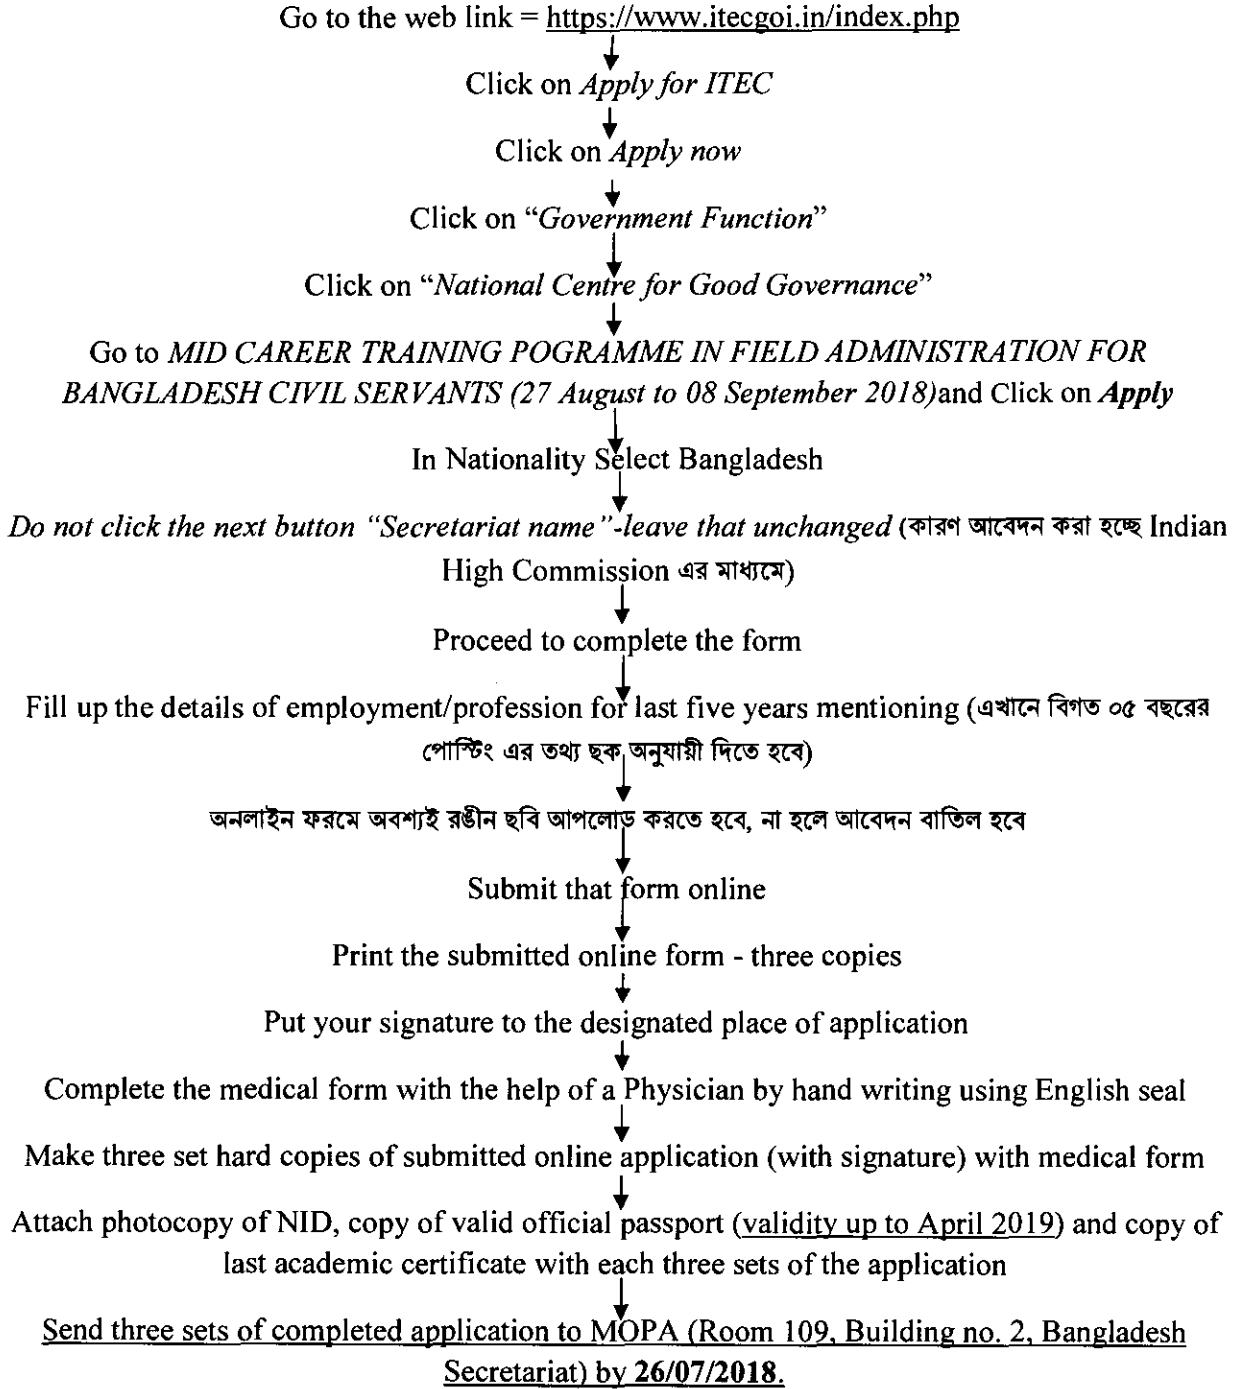 Go to the web link = https://www.itecgoi.in/index.php
Click on Apply for ITEC
Click on Apply now
Click on “Government Function”
Click on “National Centre for Good Governance”
Go to MID CAREER TRAINING POGRAMME IN FIELD ADMINISTRATION FOR
BANGLADESH CIVIL SERVANTS (27 August to 08 September 2018)and Click on Apply
In Nationality Select Bangladesh
Do not click the next button “Secretariat name”-leave that unchanged (কারণ আবেদন করা হচ্ছে Indian
High Commission এর মাধ্যমে)
Proceed to complete the form
Fill up the details of employment/profession for last five years mentioning (এখানে বিগত ০৫ বছরের
পোস্টিং এর তথ্য ছক অনুযায়ী দিতে হবে)
অনলাইন ফরমে অবশ্যই রঙীন ছবি আপলোড করতে হবে, না হলে আবেদন বাতিল হবে
Submit that form online
Print the submitted online form - three copies
Put your signature to the designated place of application
Complete the medical form with the help of a Physician by hand writing using English seal
Make three set hard copies of submitted online application (with signature) with medical form
Attach photocopy of NID, copy of valid official passport (validity up to April 2019) and copy of
last academic certificate with each three sets of the application
Send three sets of completed application to MOPA (Room 109, Building no. 2, Bangladesh
Secretariat) by 26/07/2018.